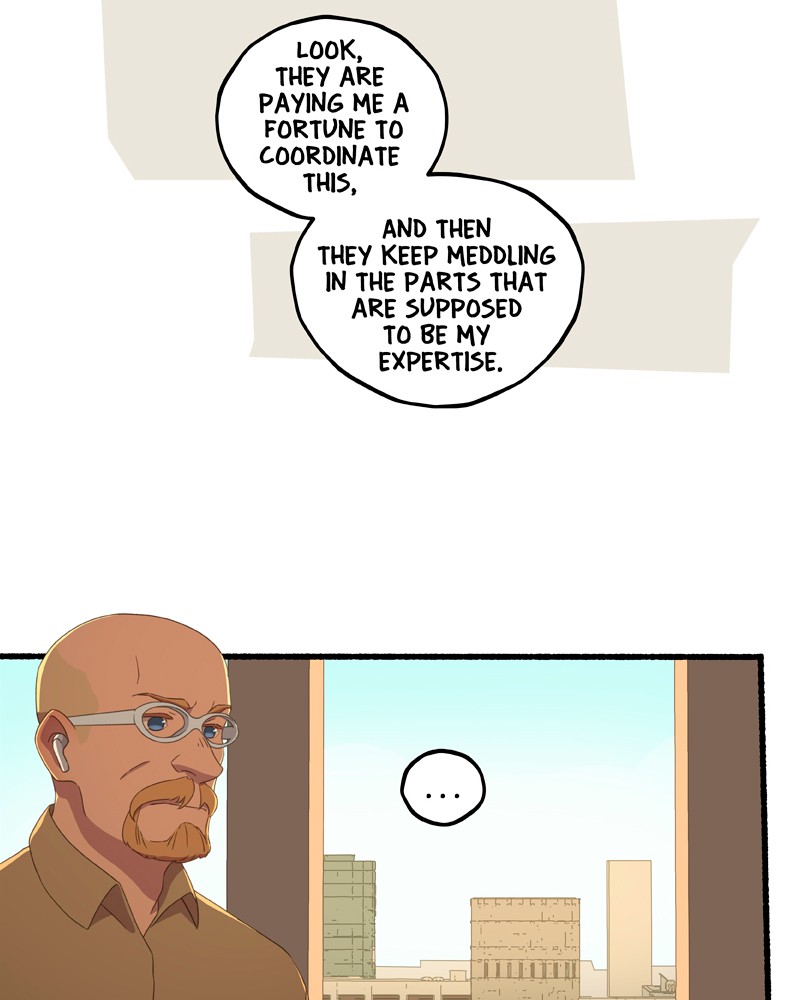 LOOK,
THEY ARE
PAYING ME A
FORTUNE TO
COORDINATE
THIS,
AND THEN
THEY KEEP MEDDLING
IN THE PARTS THAT
ARE SUPPOSED
TO BE MY
EXPERTISE.
...